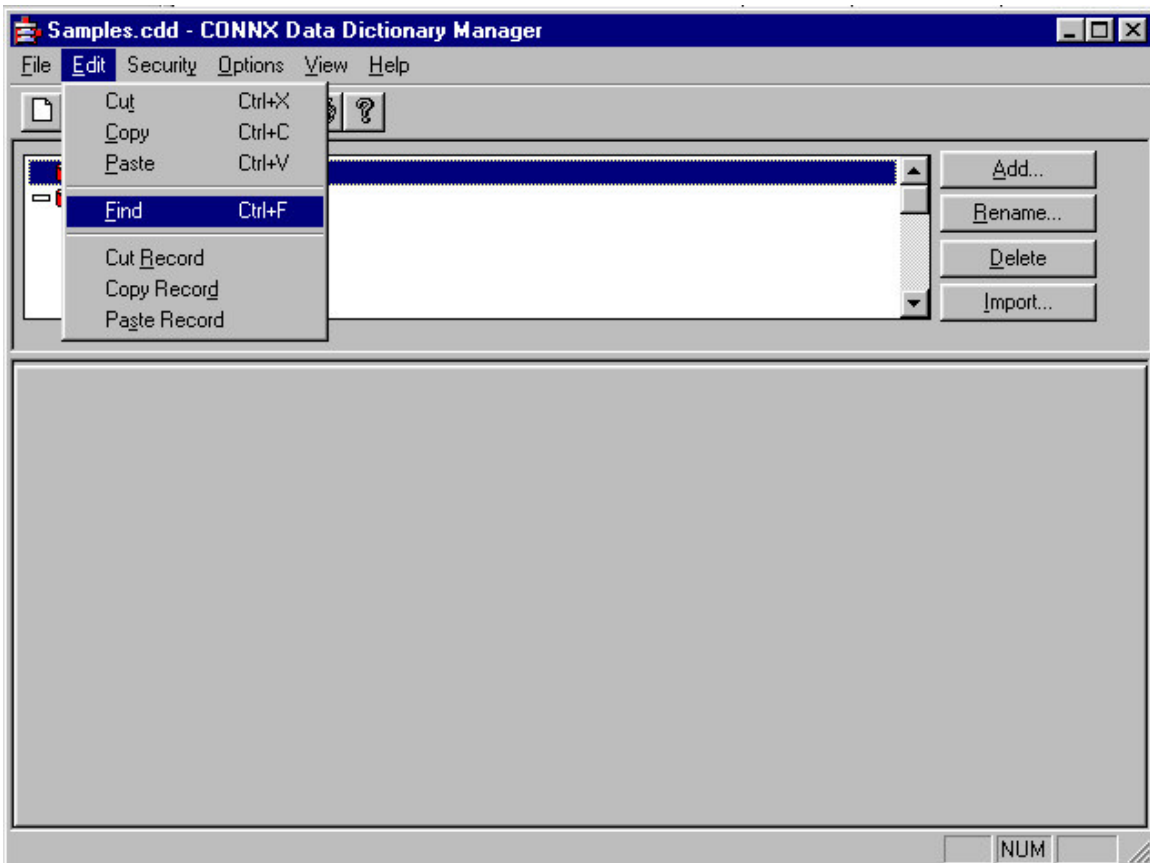 Samples.cdd - CONNX Data Dictionary Manager
File Edit Security Options View Help
Cut Ctrl+X
Copy Ctrl+C
Paste Ctrl+V
Find Ctrl+F
Cut Record
Copy Record
Paste Record
Add...
Rename...
Delete
Import...
NUM